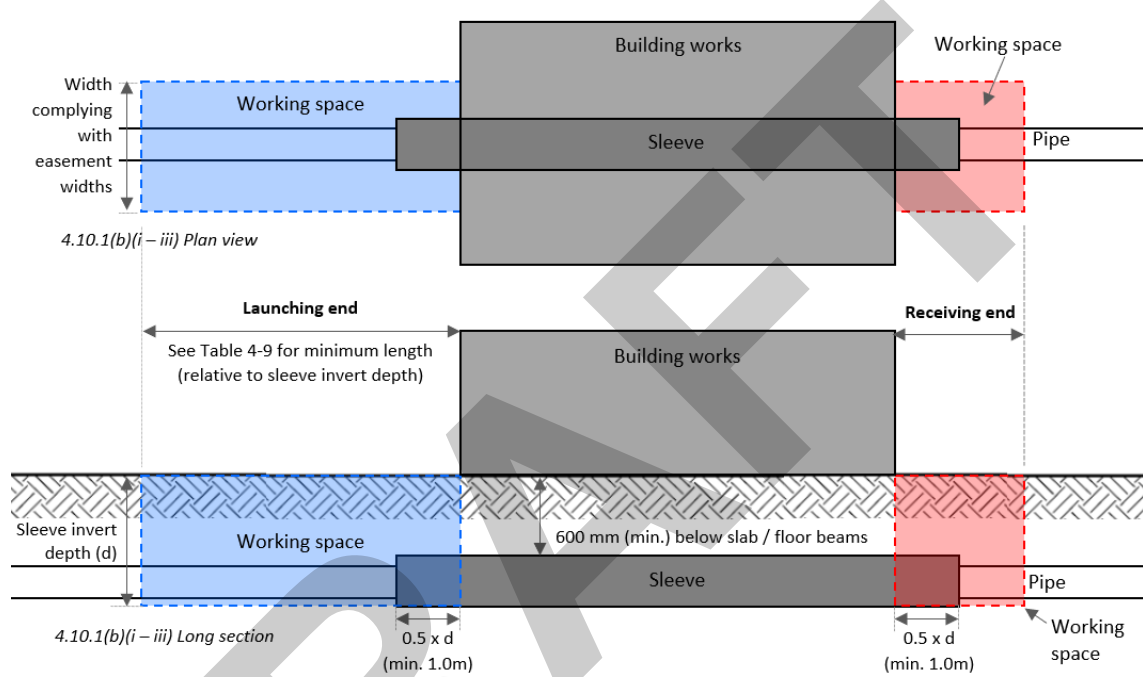 Building works
Working space
Width
complying
with
easement
widths
Working space
Sleeve
Pipe
4.10.1(b)(i – iii) Plan view
Launching end
Receiving end
See Table 4-9 for minimum length
(relative to sleeve invert depth)
Building works
Sleeve invert
depth (d)
Working space
600 mm (min.) below slab / floor beams
Sleeve
Pipe
4.10.1(b)(i – iii) Long section
0.5 x d
(min. 1.0m)
0.5 x d
(min. 1.0m)
Working
space
DRAFT